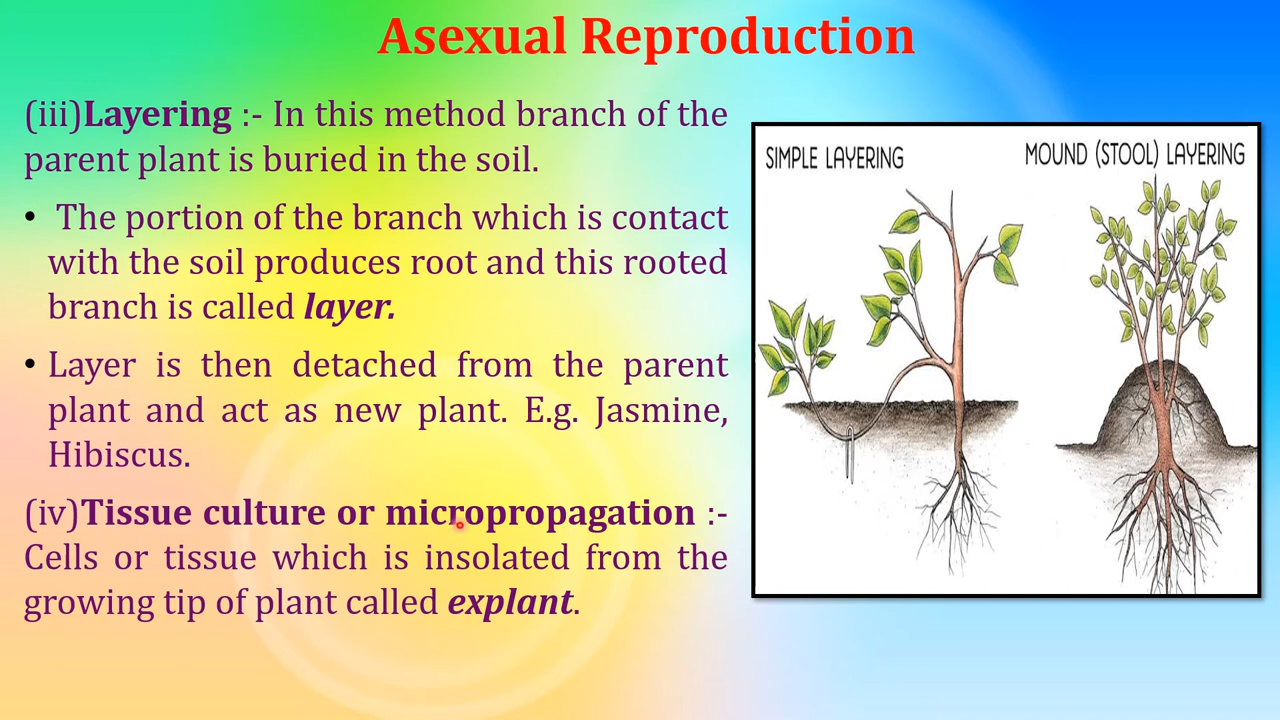 Asexual Reproduction
(iii)Layering :- In this method branch of the
parent plant is buried in the soil.
• The portion of the branch which is contact
with the soil produces root and this rooted
branch is called layer.
• Layer is then detached from the parent
plant and act as new plant. E.g. Jasmine,
Hibiscus.
(iv)Tissue culture or micropropagation :-
Cells or tissue which is insolated from the
growing tip of plant called explant.
SIMPLE LAYERING
MOUND (STOOL) LAYERING